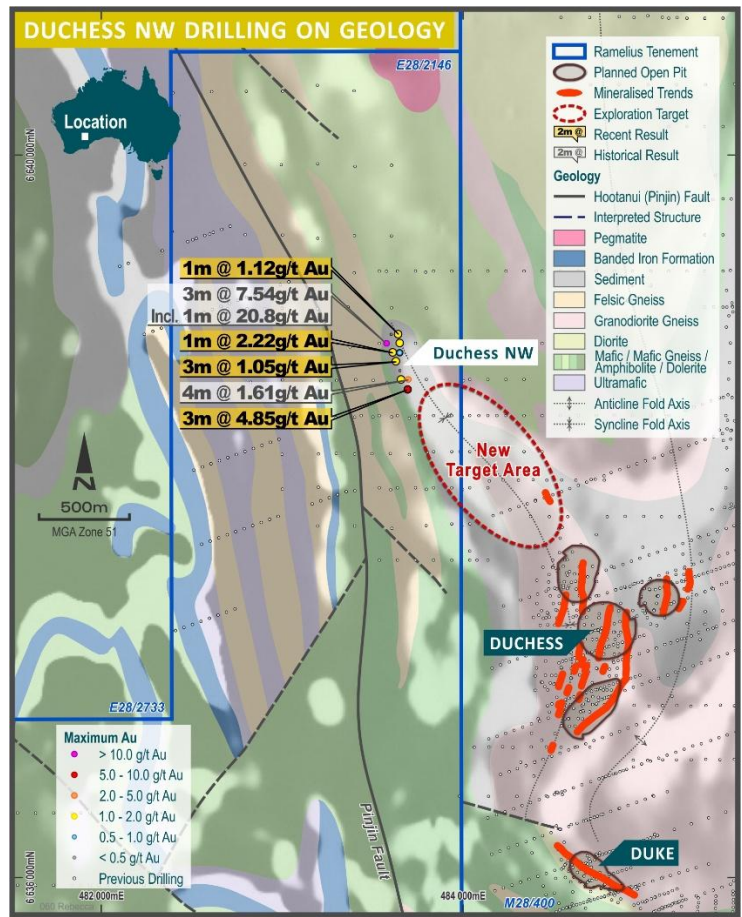 DUCHESS NW DRILLING ON GEOLOGY
E28/2146
Location
6 640 000mN
Ramelius Tenement
Planned Open Pit
Mineralised Trends
Exploration Target
2m @ Recent Result
2m @ Historical Result
Geology
Hootanui (Pinjin) Fault
Interpreted Structure
Pegmatite
Banded Iron Formation
Sediment
Felsic Gneiss
Granodiorite Gneiss
Diorite
Mafic / Mafic Gneiss /
Amphibolite / Dolerite
Ultramafic
Anticline Fold Axis
Syncline Fold Axis
1m @ 1.12g/t Au
3m @ 7.54g/t Au
Incl. 1m @ 20.8g/t Au
1m @ 2.22g/t Au
3m @ 1.05g/t Au
4m @ 1.61g/t Au
3m @ 4.85g/t Au
Duchess NW
New
Target Area
N
500m
MGA Zone 51
DUCHESS
E28/2733
Maximum Au
> 10.0 g/t Au
5.0 - 10.0 g/t Au
2.0 - 5.0 g/t Au
1.0 - 2.0 g/t Au
0.5 - 1.0 g/t Au
< 0.5 g/t Au
Previous Drilling
Pinjin Fault
DUKE
6 636 000mN
482 000mE
484 000mE
M28/400